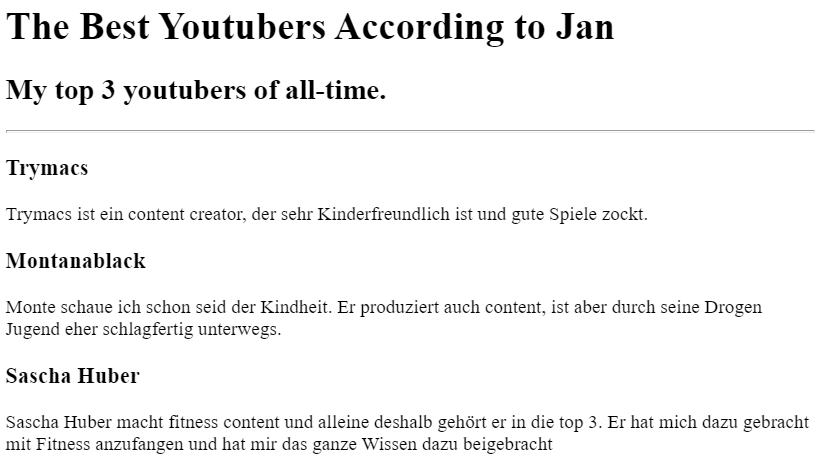 The Best Youtubers According to Jan
My top 3 youtubers of all-time.
Trymacs
Trymacs ist ein content creator, der sehr Kinderfreundlich ist und gute Spiele zockt.
Montanablack
Monte schaue ich schon seid der Kindheit. Er produziert auch content, ist aber durch seine Drogen
Jugend eher schlagfertig unterwegs.
Sascha Huber
Sascha Huber macht fitness content und alleine deshalb gehört er in die top 3. Er hat mich dazu gebracht
mit Fitness anzufangen und hat mir das ganze Wissen dazu beigebracht